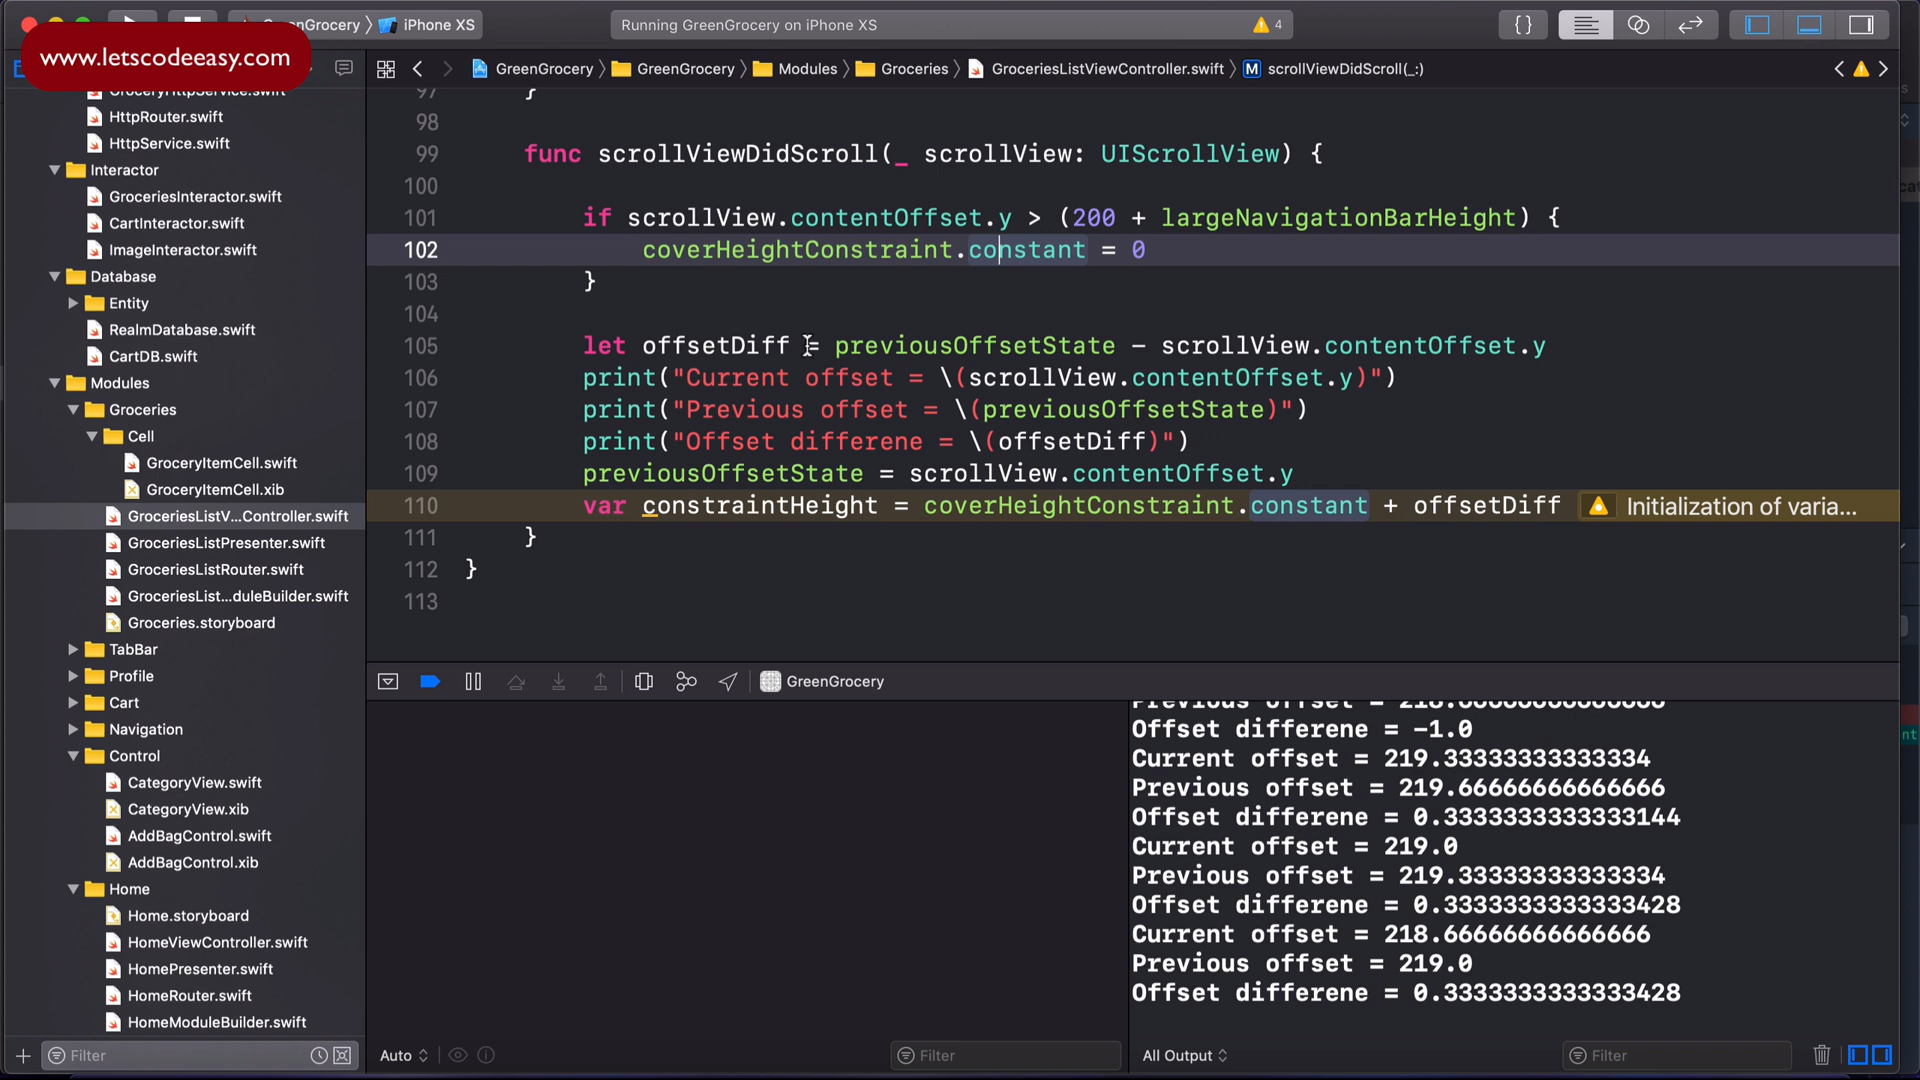 GreenGrocery iPhone XS
Running GreenGrocery on iPhone XS
4
www.letscodeeasy.com
GreenGrocery GreenGrocery Modules Groceries GroceriesListViewController.swift M scrollViewDidScroll(_:)
GroceryHttpService.swift
HttpRouter.swift
HttpService.swift
Interactor
GroceriesInteractor.swift
CartInteractor.swift
ImageInteractor.swift
Database
Entity
RealmDatabase.swift
CartDB.swift
Modules
Groceries
Cell
GroceryItemCell.swift
GroceryItemCell.xib
GroceriesListV...Controller.swift
GroceriesListPresenter.swift
GroceriesListRouter.swift
GroceriesList...duleBuilder.swift
Groceries.storyboard
TabBar
Profile
Cart
Navigation
Control
CategoryView.swift
CategoryView.xib
AddBagControl.swift
AddBagControl.xib
Home
Home.storyboard
HomeViewController.swift
HomePresenter.swift
HomeRouter.swift
HomeModuleBuilder.swift
Filter
97 }
98
99 func scrollViewDidScroll(_ scrollView: UIScrollView) {
100
101 if scrollView.contentOffset.y > (200 + largeNavigationBarHeight) {
102 coverHeightConstraint.constant = 0
103 }
104
105 let offsetDiff = previousOffsetState - scrollView.contentOffset.y
106 print("Current offset = \(scrollView.contentOffset.y)")
107 print("Previous offset = \(previousOffsetState)")
108 print("Offset differene = \(offsetDiff)")
109 previousOffsetState = scrollView.contentOffset.y
110 var constraintHeight = coverHeightConstraint.constant + offsetDiff Initialization of varia...
111 }
112 }
113
GreenGrocery
Previous offset = 218.66666666666666
Offset differene = -1.0
Current offset = 219.33333333333334
Previous offset = 219.66666666666666
Offset differene = 0.3333333333333144
Current offset = 219.0
Previous offset = 219.33333333333334
Offset differene = 0.3333333333333428
Current offset = 218.66666666666666
Previous offset = 219.0
Offset differene = 0.3333333333333428
Auto
Filter
All Output
Filter